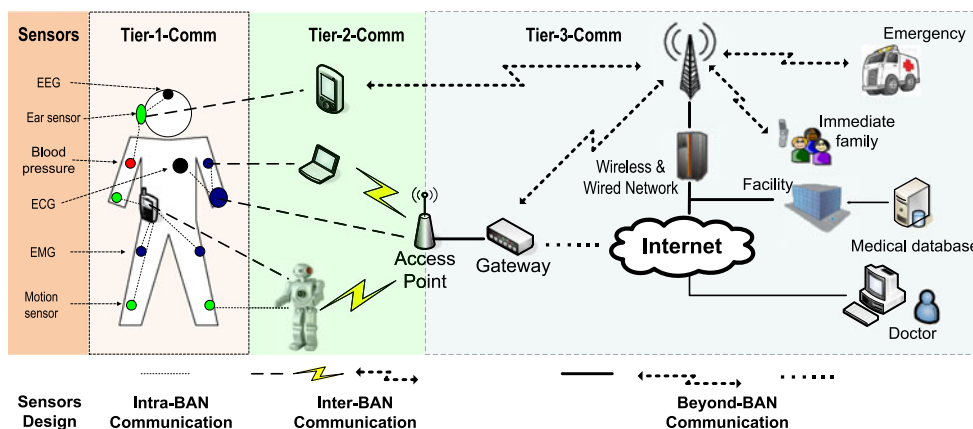 Sensors
Tier-1-Comm
Tier-2-Comm
Tier-3-Comm
Emergency
EEG
Ear sensor
Blood
pressure
ECG
EMG
Motion
sensor
Immediate
family
Wireless &
Wired Network
Facility
Medical database
Internet
Access
Point
Gateway
Doctor
Sensors
Design
Intra-BAN
Communication
Inter-BAN
Communication
Beyond-BAN
Communication